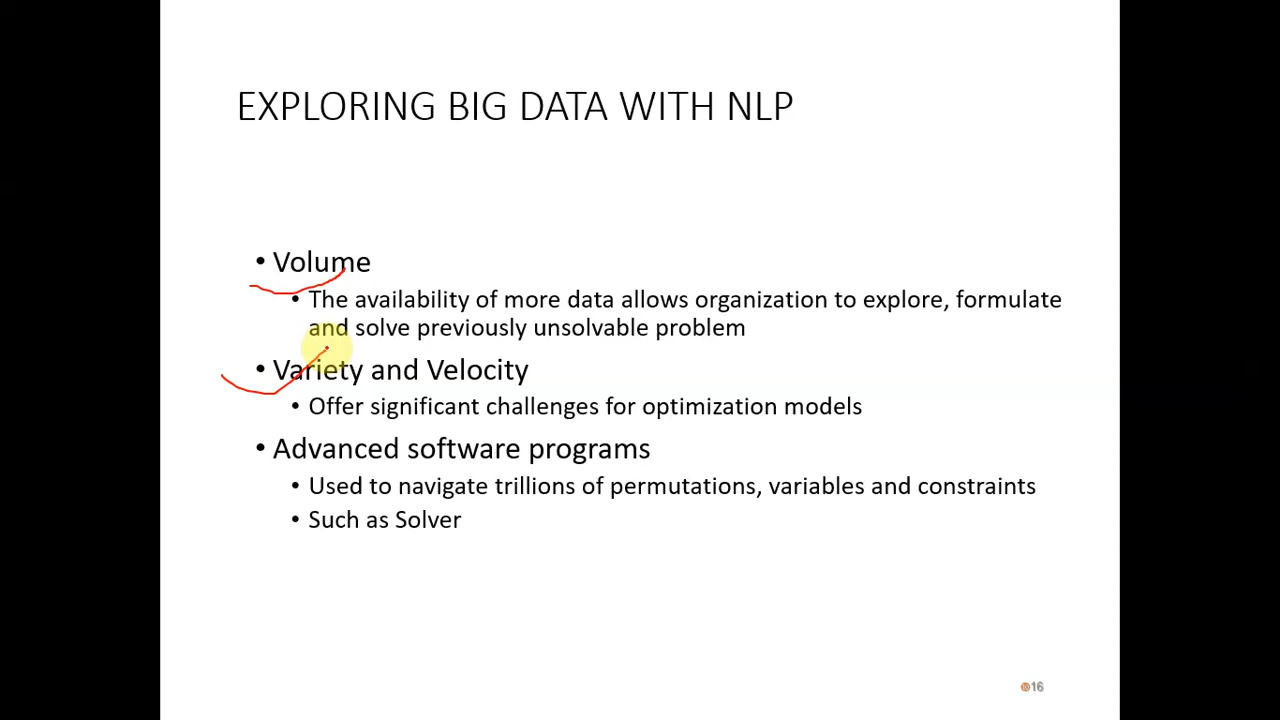 EXPLORING BIG DATA WITH NLP
• Volume
• The availability of more data allows organization to explore, formulate
and solve previously unsolvable problem
• Variety and Velocity
• Offer significant challenges for optimization models
• Advanced software programs
• Used to navigate trillions of permutations, variables and constraints
• Such as Solver
16